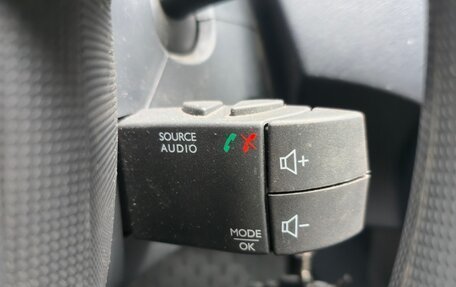 SOURCE
AUDIO
+
MODE
OK
-